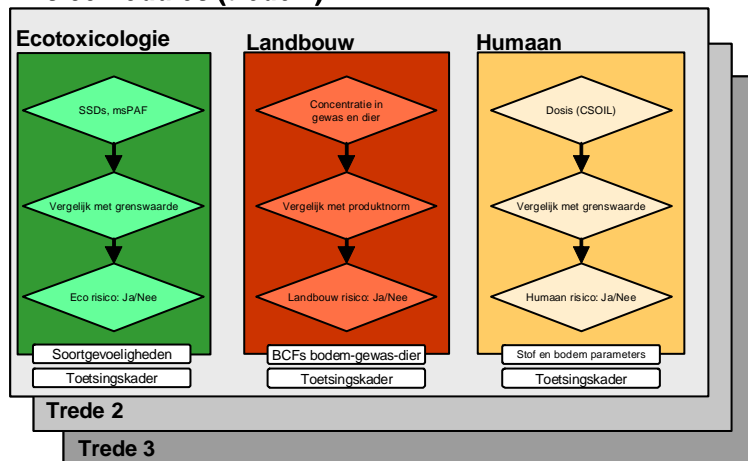 Ecotoxicologie
SSDs, msPAF
Vergelijk met grenswaarde
Eco risico: Ja/Nee
Soortgevoeligheden
Toetsingskader
Landbouw
Concentratie in
gewas en dier
Vergelijk met produktnorm
Landbouw risico: Ja/Nee
BCFs bodem-gewas-dier
Toetsingskader
Humaan
Dosis (CSOIL)
Vergelijk met grenswaarde
Humaan risico: Ja/Nee
Stof en bodem parameters
Toetsingskader
Trede 2
Trede 3